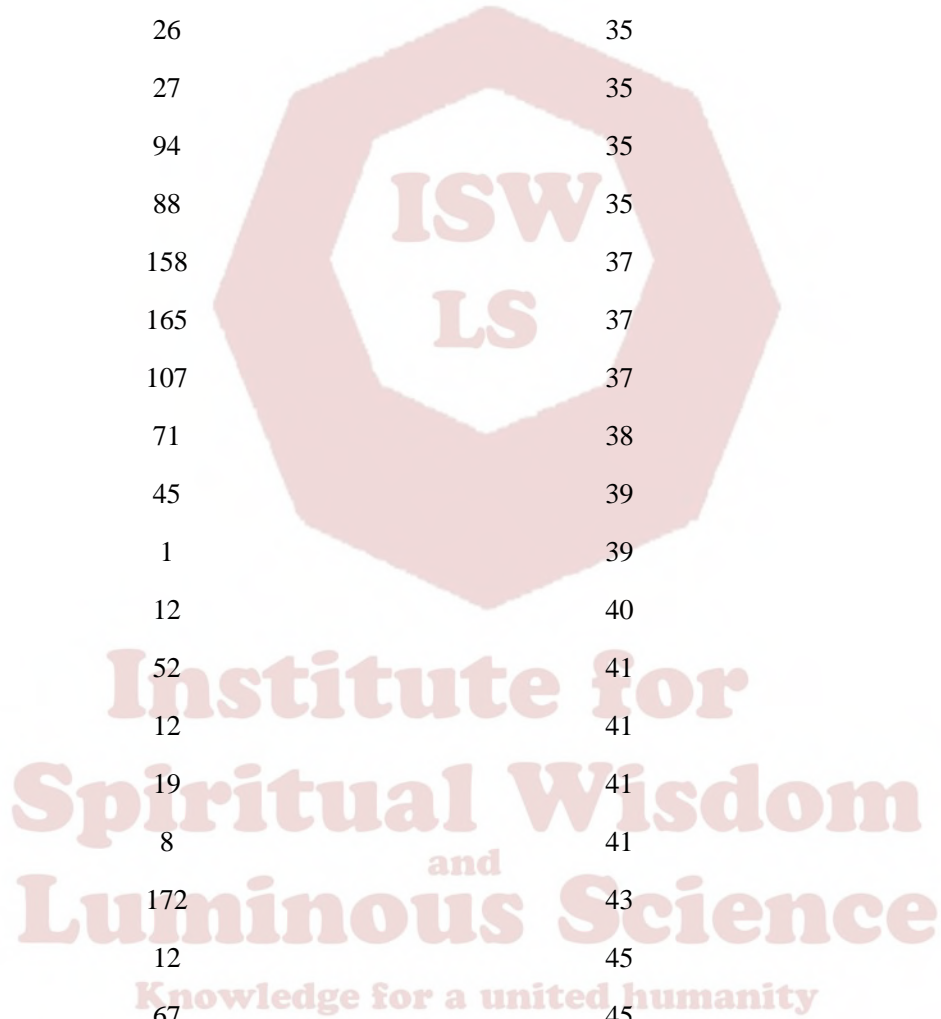 26 35
27 35
94 35
88 35
ISW
158 37
LS
165 37
107 37
71 38
45 39
1 39
12 40
Institute for
52 41
12 41
Spiritual Wisdom
19 41
8 41
and
Luminous Science
172 43
12 45
Knowledge for a united humanity
67 45